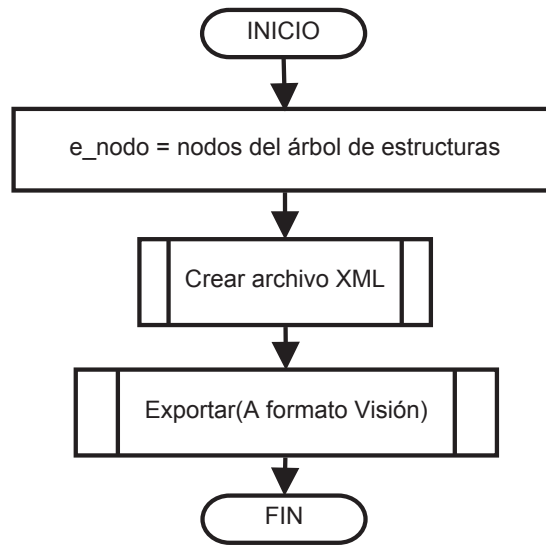 INICIO
e_nodo = nodos del árbol de estructuras
Crear archivo XML
Exportar(A formato Visión)
FIN